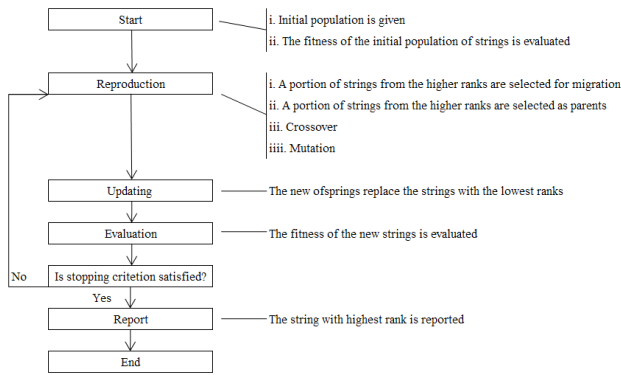 Start
i. Initial population is given
ii. The fitness of the initial population of strings is evaluated
Reproduction
i. A portion of strings from the higher ranks are selected for migration
ii. A portion of strings from the higher ranks are selected as parents
iii. Crossover
iiii. Mutation
Updating
The new ofsprings replace the strings with the lowest ranks
Evaluation
The fitness of the new strings is evaluated
No
Is stopping critetion satisfied?
Yes
Report
The string with highest rank is reported
End